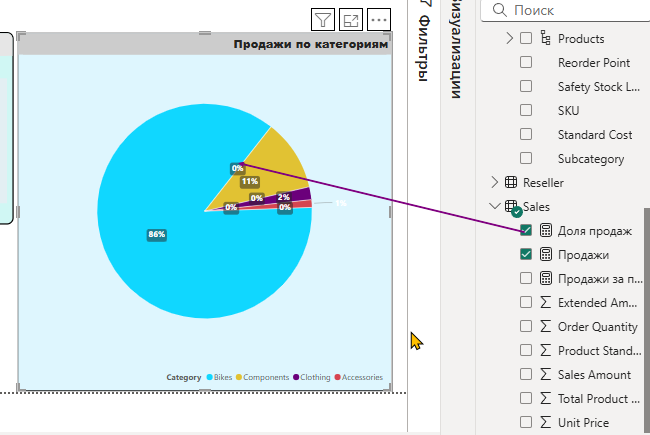 Продажи по категориям
0%
11%
0%
2%
0%
0%
1%
86%
Category Bikes Components Clothing Accessories
Фильтры
Визуализации
Поиск
Products
Reorder Point
Safety Stock L...
SKU
Standard Cost
Subcategory
Reseller
Sales
Доля продаж
Продажи
Продажи за п...
Extended Am...
Order Quantity
Product Stand...
Sales Amount
Total Product ...
Unit Price